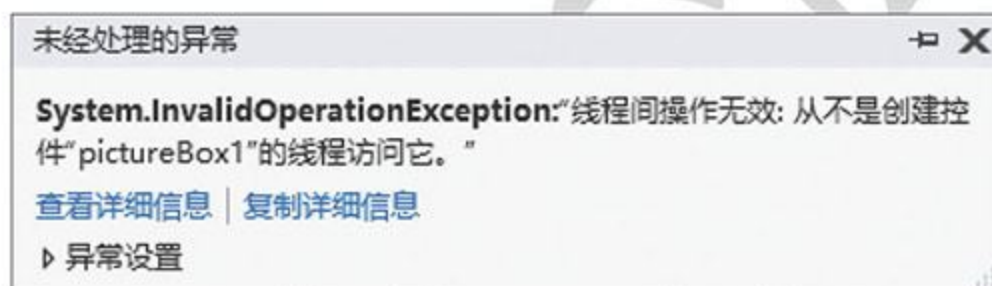 未经处理的异常
System.InvalidOperationException:“线程间操作无效: 从不是创建控
件“pictureBox1”的线程访问它。”
查看详细信息 | 复制详细信息
异常设置